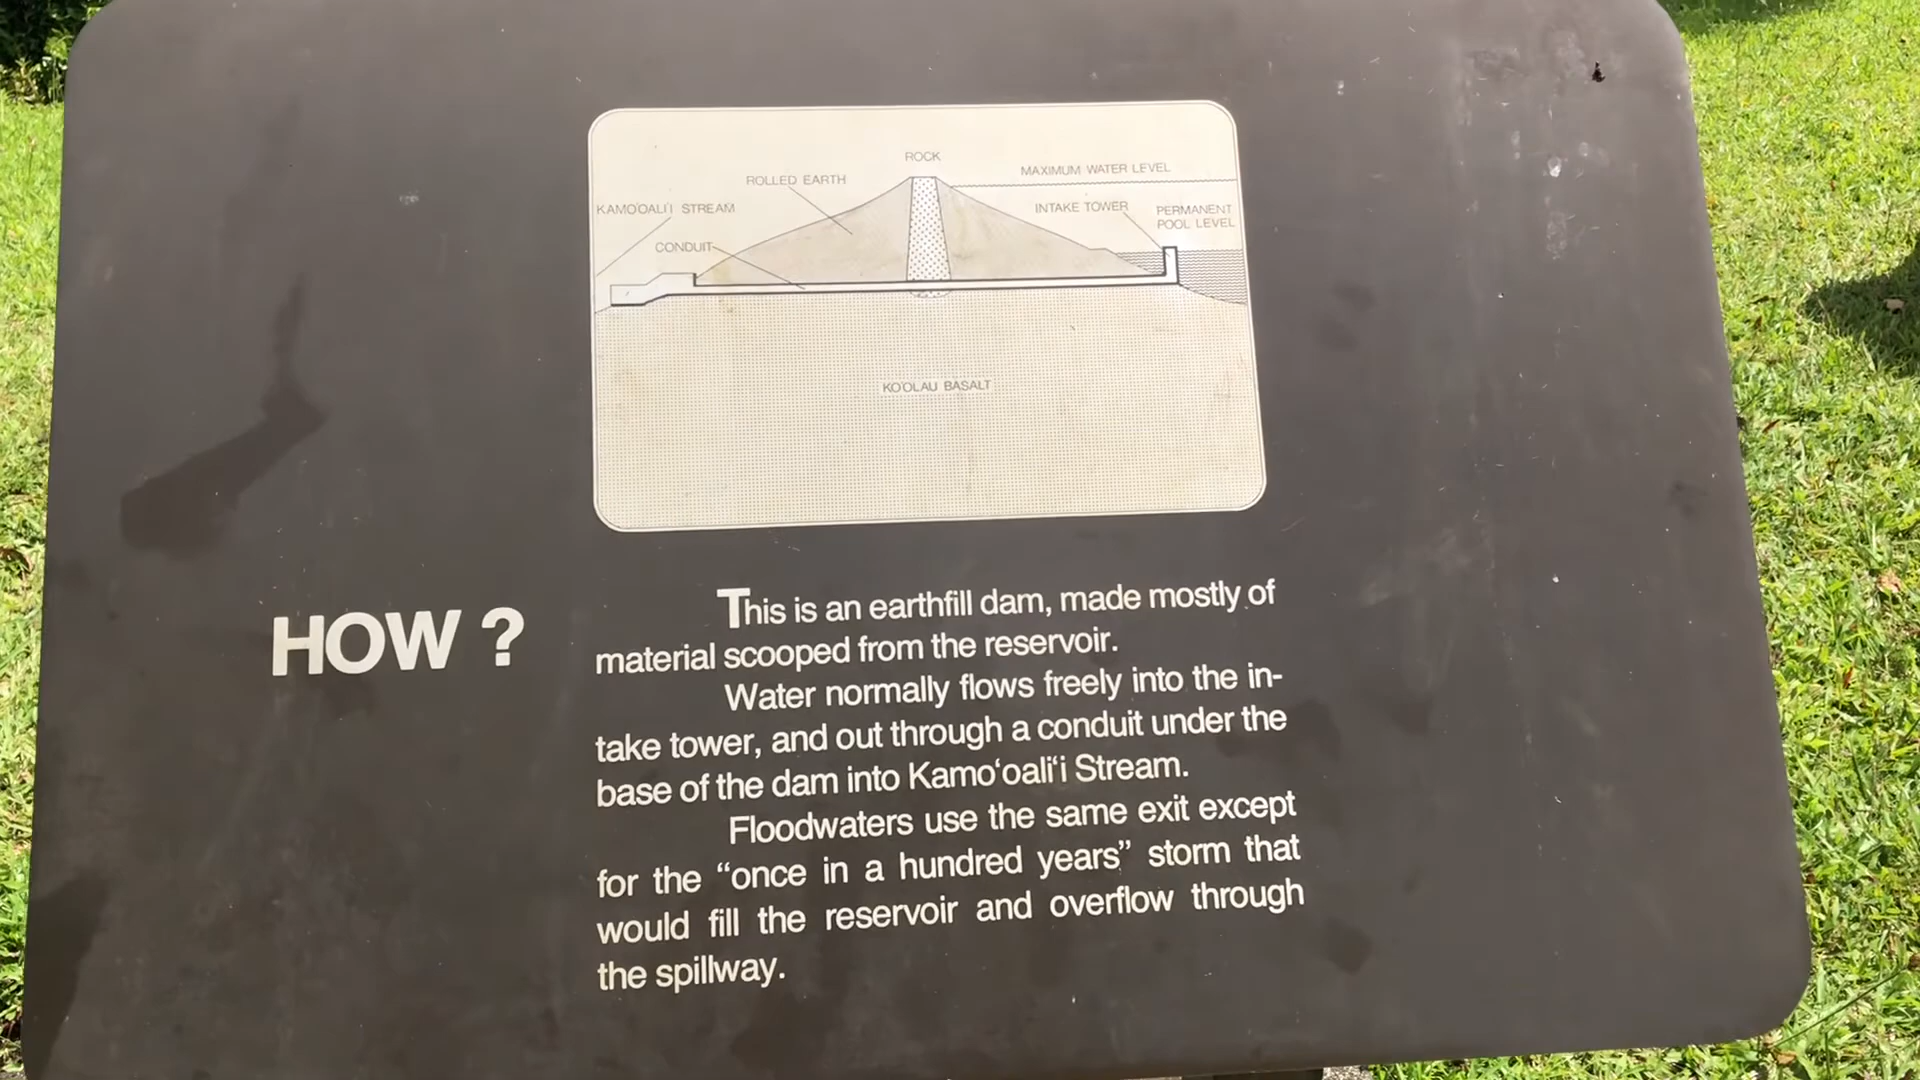 ROCK
MAXIMUM WATER LEVEL
ROLLED EARTH
KAMO'OALI'I STREAM
INTAKE TOWER
PERMANENT
POOL LEVEL
CONDUIT
KO'OLAU BASALT
HOW ?
This is an earthfill dam, made mostly of
material scooped from the reservoir.
Water normally flows freely into the in-
take tower, and out through a conduit under the
base of the dam into Kamo‘oali‘i Stream.
Floodwaters use the same exit except
for the “once in a hundred years” storm that
would fill the reservoir and overflow through
the spillway.